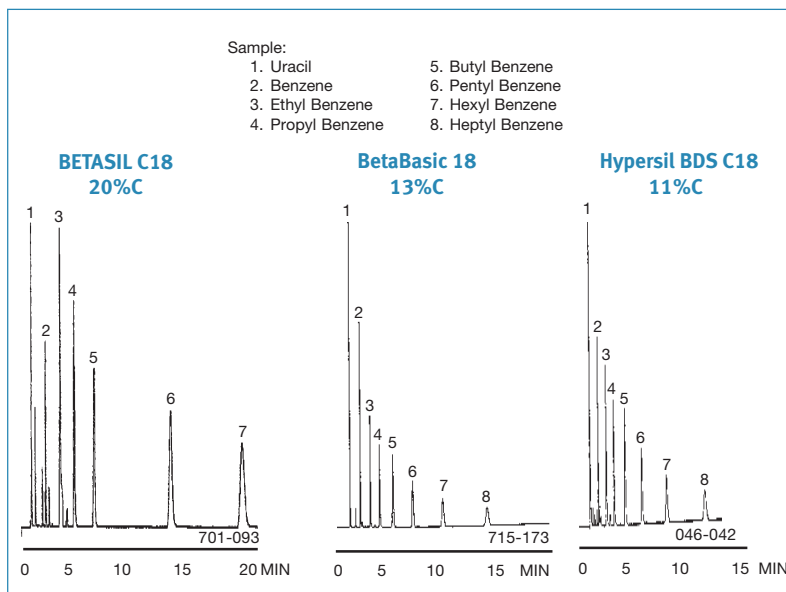 Sample:
1. Uracil
2. Benzene
3. Ethyl Benzene
4. Propyl Benzene
5. Butyl Benzene
6. Pentyl Benzene
7. Hexyl Benzene
8. Heptyl Benzene
BETASIL C18
20%C
1
2
3
4
5
6
7
701-093
0 5 10 15 20 MIN
BetaBasic 18
13%C
1
2
3
4
5
6
7
8
715-173
0 5 10 15 MIN
Hypersil BDS C18
11%C
1
2
3
4
5
6
7
8
046-042
0 5 10 15 MIN